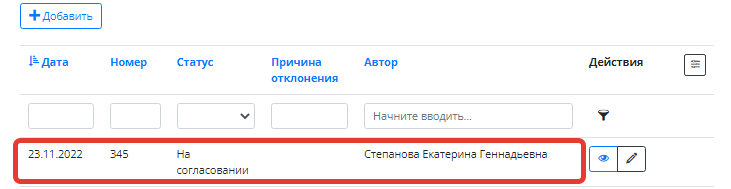 Добавить
Дата Номер Статус Причина отклонения Автор Действия
Начните вводить...
23.11.2022 345 На согласовании Степанова Екатерина Геннадьевна